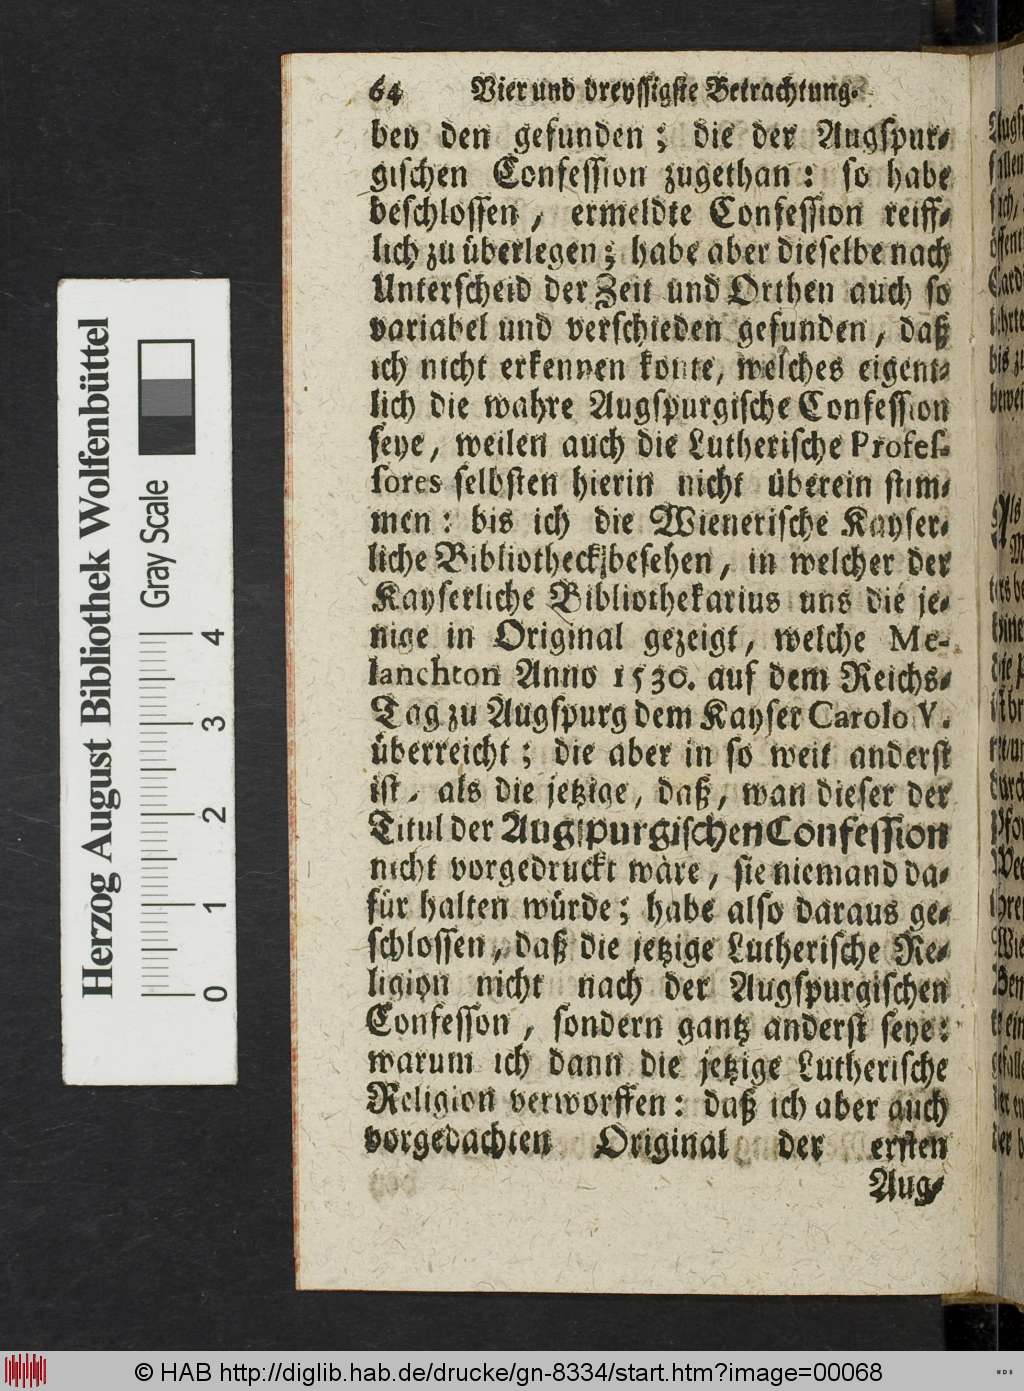 64 Vier und dreyssigste Betrachtung.
bey den gefunden; die der Augspur-
gischen Confession zugethan: so habe
beschlossen, ermeldte Confession reiff-
lich zu überlegen; habe aber dieselbe nach
Unterscheid der Zeit und Orthen auch so
variabel und verschieden gefunden, daß
ich nicht erkennen konte, welches eigent-
lich die wahre Augspurgische Confession
seye, weilen auch die Lutherische Profes-
sores selbsten hierin nicht überein stim-
men: bis ich die Wienerische Kayser-
liche Bibliotheck besehen, in welcher der
Kayserliche Bibliothekarius uns die je-
nige in Original gezeigt, welche Me-
lanchton Anno 1530. auf dem Reichs-
Tag zu Augspurg dem Kayser Carolo V.
überreicht; die aber in so weit anderst
ist, als die jetzige, daß, wan dieser der
Titul der Augspurgischen Confession
nicht vorgedruckt wäre, sie niemand da-
für halten würde; habe also daraus ge-
schlossen, daß die jetzige Lutherische Re-
ligion nicht nach der Augspurgischen
Confesson, sondern gantz anderst seye:
warum ich dann die jetzige Lutherische
Religion verworffen: daß ich aber auch
vorgedachten Original der ersten
Aug-
Herzog August Bibliothek Wolfenbüttel
Gray Scale
0 1 2 3 4
© HAB http://diglib.hab.de/drucke/gn-8334/start.htm?image=00068